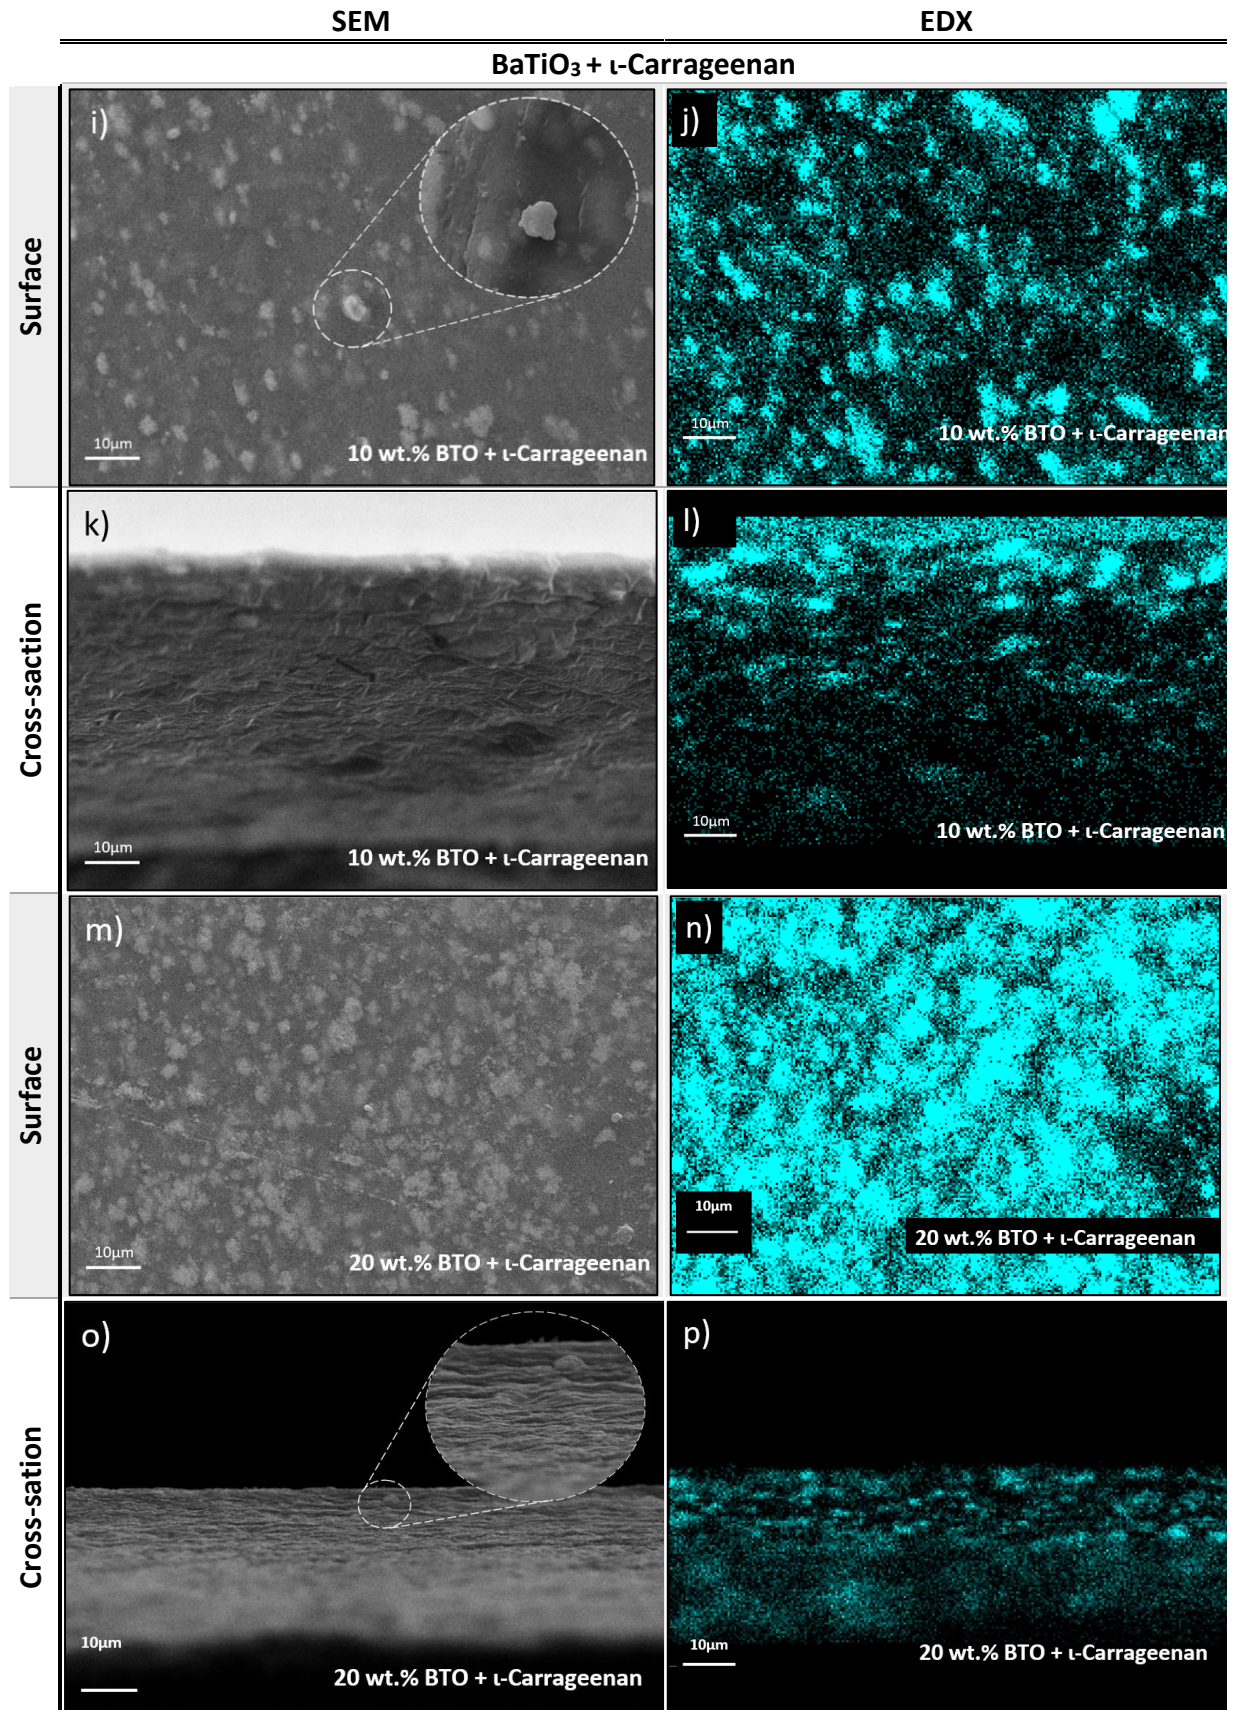 SEM
EDX
BaTiO₃ + ι-Carrageenan
Surface
i)
10µm
10 wt.% BTO + ι-Carrageenan
j)
10µm
10 wt.% BTO + ι-Carrageenan
Cross-saction
k)
10µm
10 wt.% BTO + ι-Carrageenan
l)
10µm
10 wt.% BTO + ι-Carrageenan
Surface
m)
10µm
20 wt.% BTO + ι-Carrageenan
n)
10µm
20 wt.% BTO + ι-Carrageenan
Cross-sation
o)
10µm
20 wt.% BTO + ι-Carrageenan
p)
10µm
20 wt.% BTO + ι-Carrageenan